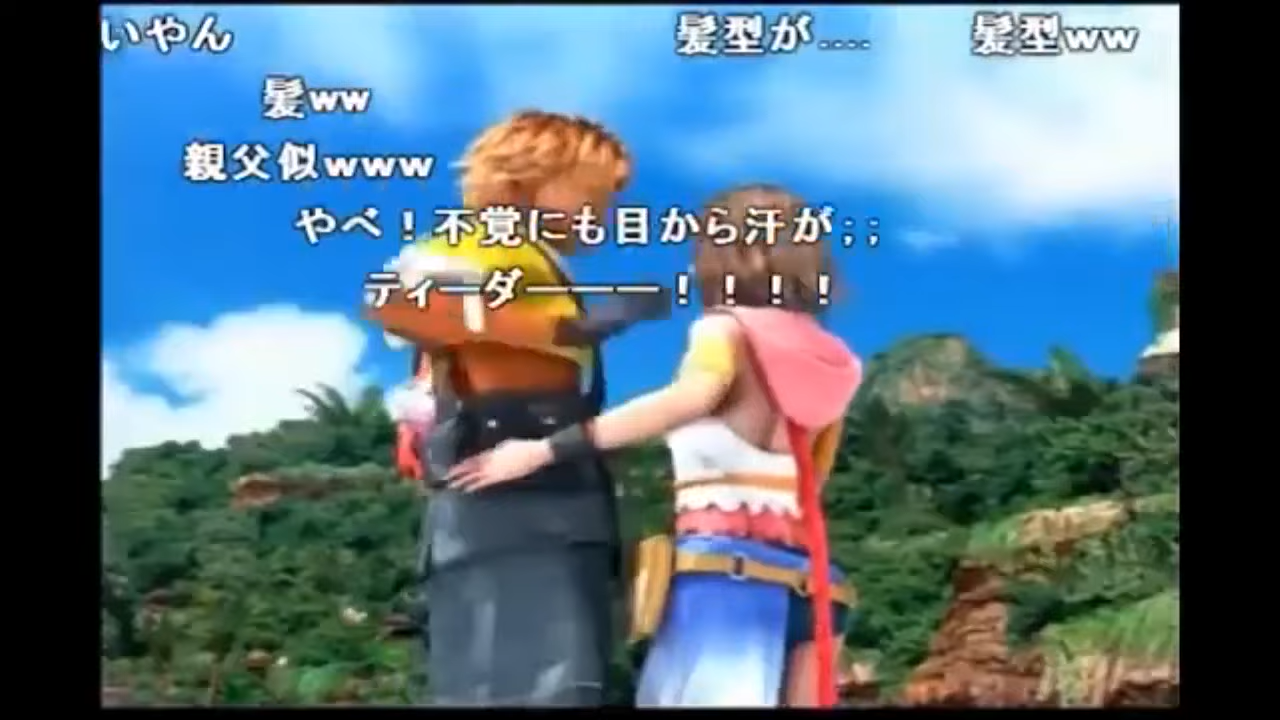 いやん 髪型が.... 髪型ww
髪ww
親父似www
やべ！不覚にも目から汗が;;
ティーダーーーー！！！！